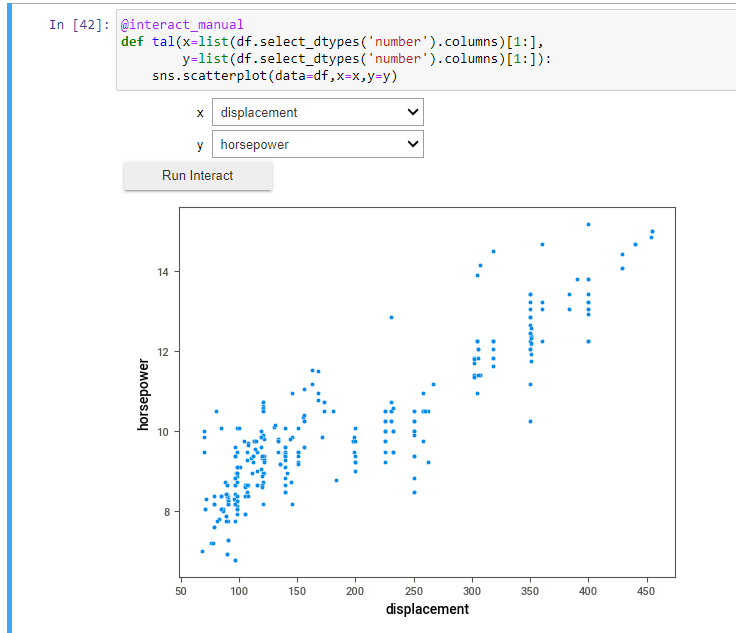 In [42]: @interact_manual
def tal(x=list(df.select_dtypes('number').columns)[1:],
y=list(df.select_dtypes('number').columns)[1:]):
sns.scatterplot(data=df,x=x,y=y)
x displacement
y horsepower
Run Interact
14
12
10
8
horsepower
50 100 150 200 250 300 350 400 450
displacement